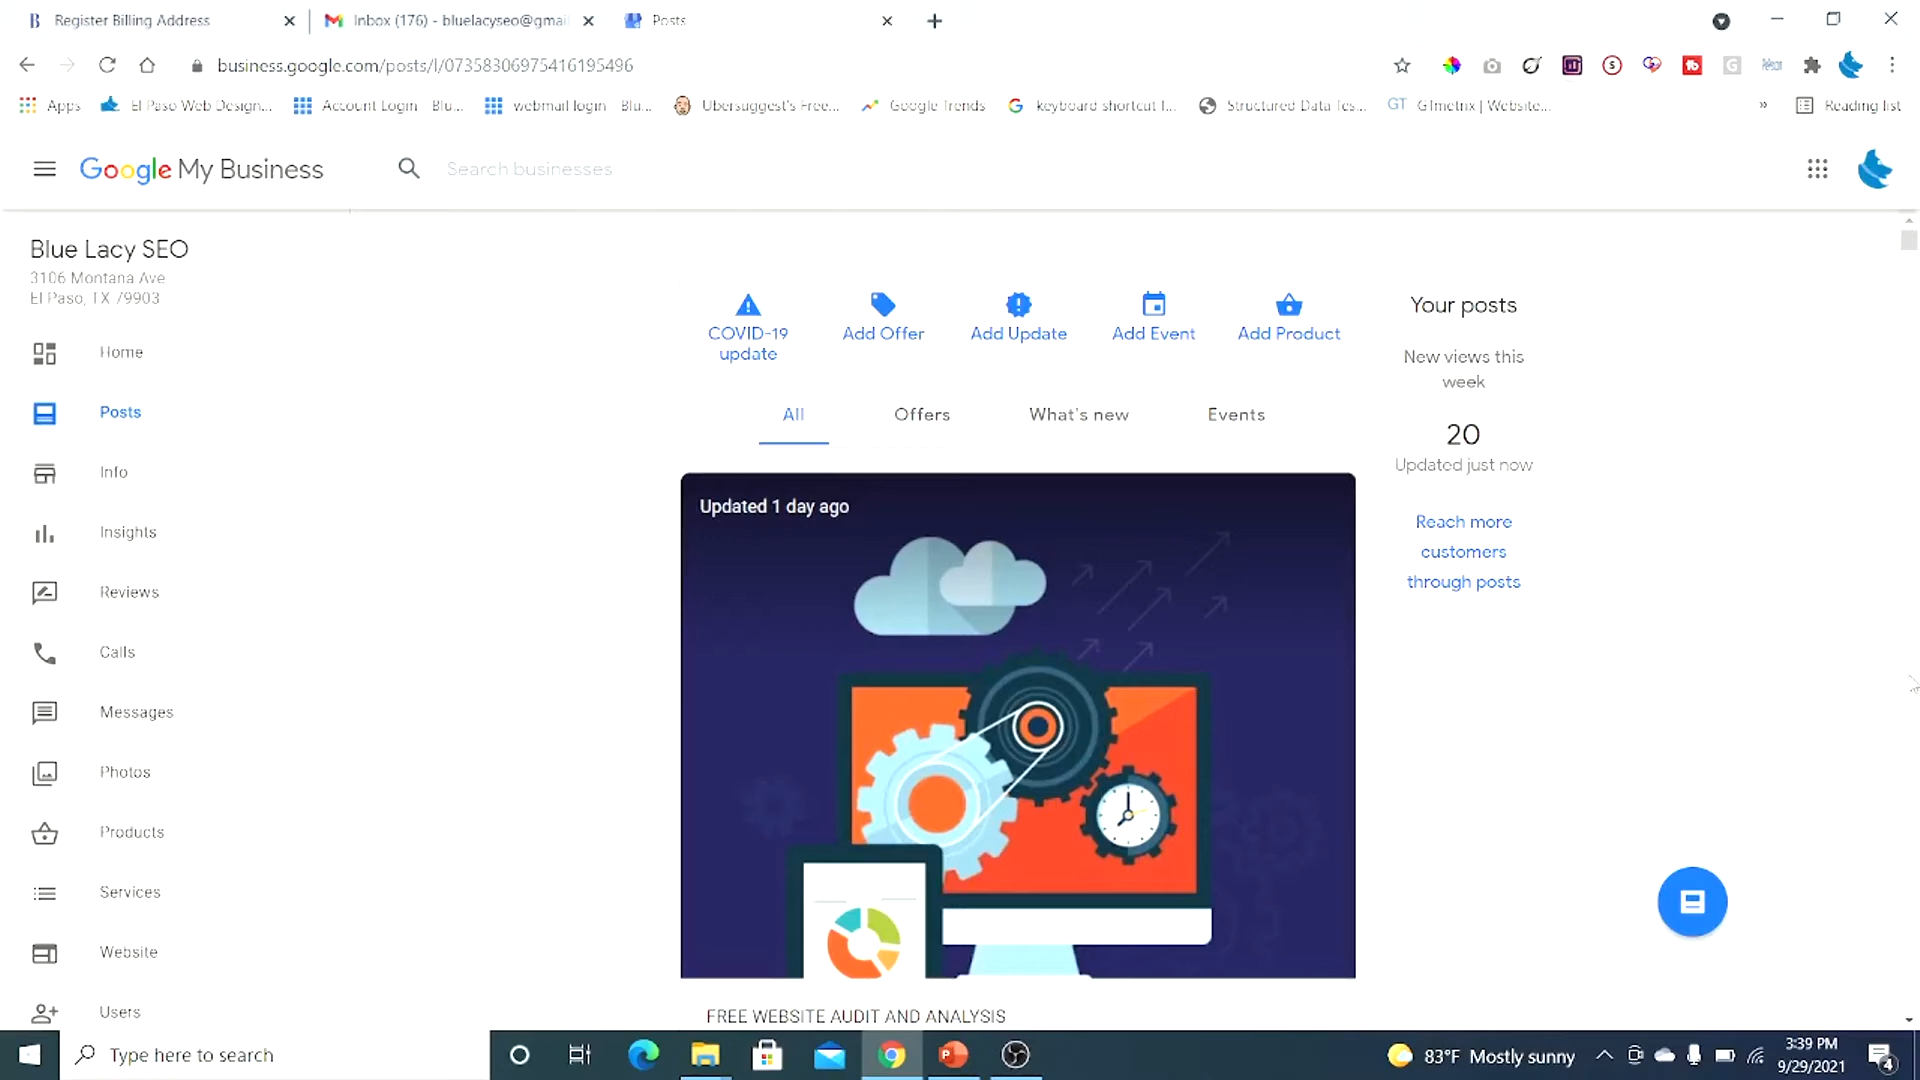 Register Billing Address
Inbox (176) - bluelacyseo@gmai
Posts
business.google.com/posts/l/07358306975416195496
Apps
El Paso Web Design...
Account Login - Blu...
webmail login - Blu...
Ubersuggest's Free...
Google Trends
keyboard shortcut f...
Structured Data Tes...
GTmetrix | Website...
»
Reading list
Google My Business
Search businesses
Blue Lacy SEO
3106 Montana Ave
El Paso, TX 79903
Home
Posts
Info
Insights
Reviews
Calls
Messages
Photos
Products
Services
Website
Users
COVID-19
update
Add Offer
Add Update
Add Event
Add Product
All
Offers
What's new
Events
Updated 1 day ago
FREE WEBSITE AUDIT AND ANALYSIS
Your posts
New views this
week
20
Updated just now
Reach more
customers
through posts
Type here to search
83°F Mostly sunny
3:39 PM
9/29/2021
4